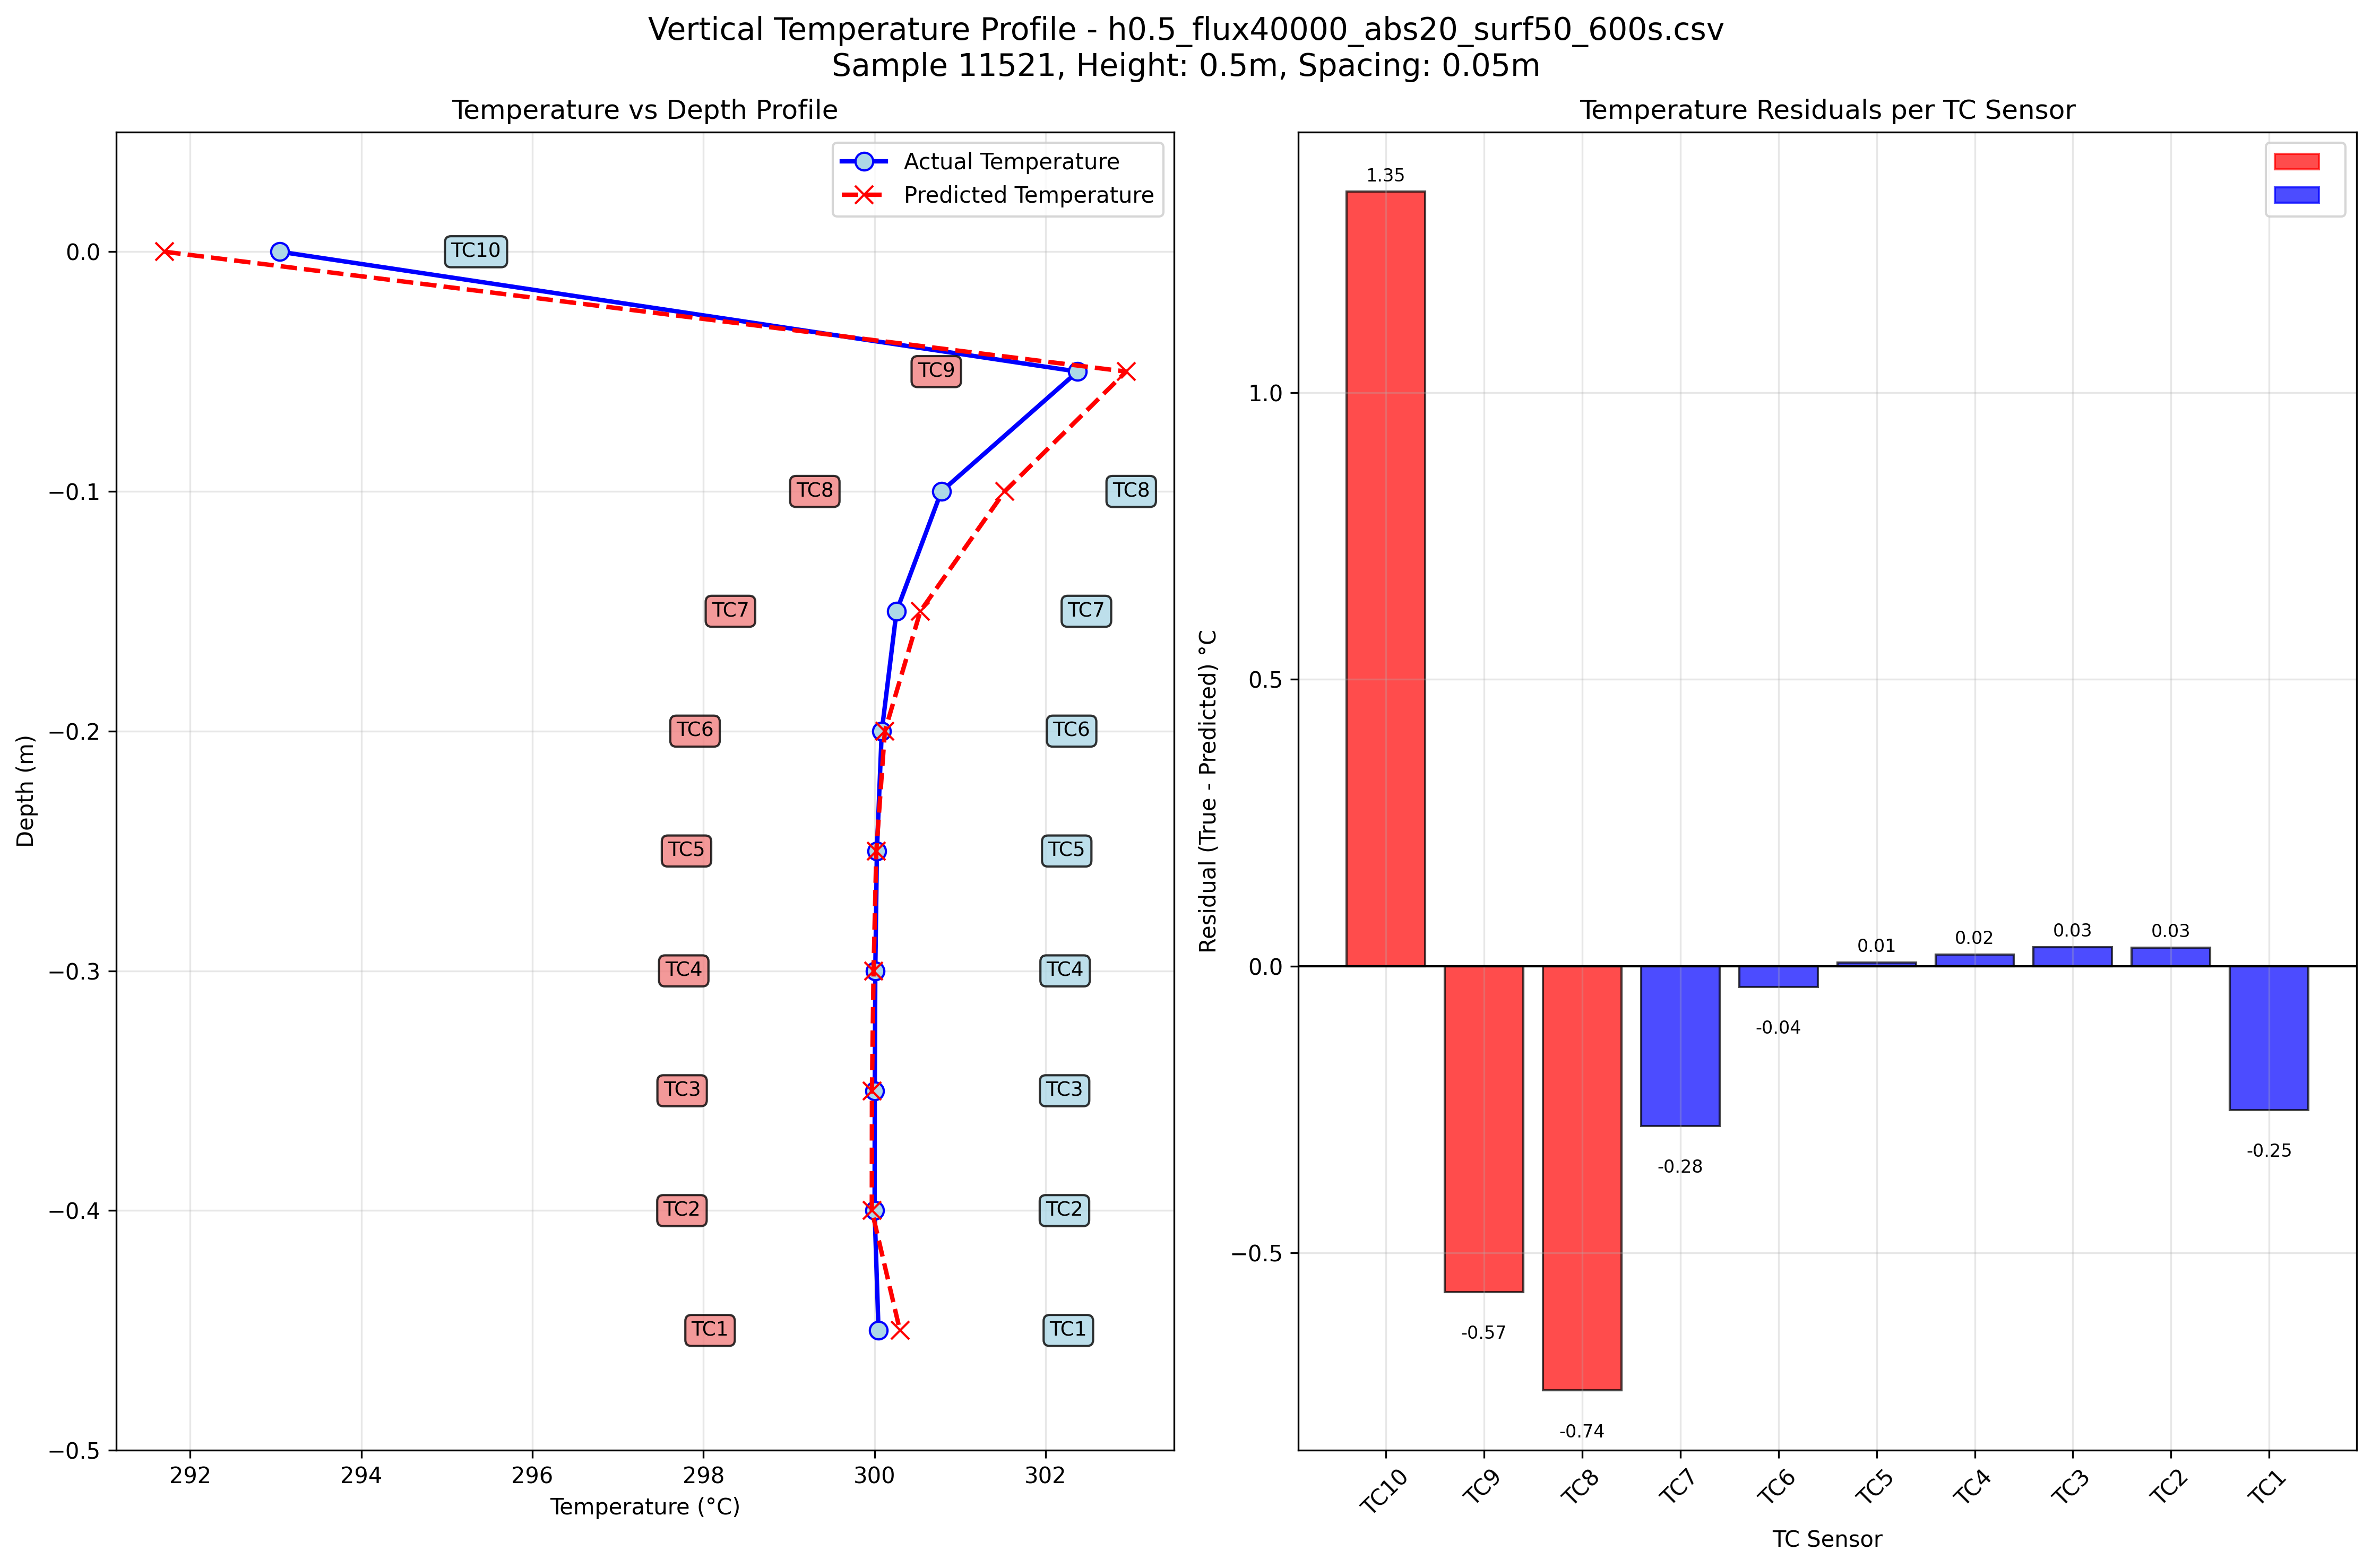 Vertical Temperature Profile - h0.5_flux40000_abs20_surf50_600s.csv
Sample 11521, Height: 0.5m, Spacing: 0.05m
Temperature vs Depth Profile
Actual Temperature
Predicted Temperature
TC10
TC9
TC8
TC8
TC7
TC7
TC6
TC6
TC5
TC5
TC4
TC4
TC3
TC3
TC2
TC2
TC1
TC1
0.0
−0.1
−0.2
−0.3
−0.4
−0.5
Depth (m)
292
294
296
298
300
302
Temperature (°C)
Temperature Residuals per TC Sensor
1.35
-0.57
-0.74
-0.28
-0.04
0.01
0.02
0.03
0.03
-0.25
1.0
0.5
0.0
−0.5
Residual (True - Predicted) °C
TC10
TC9
TC8
TC7
TC6
TC5
TC4
TC3
TC2
TC1
TC Sensor